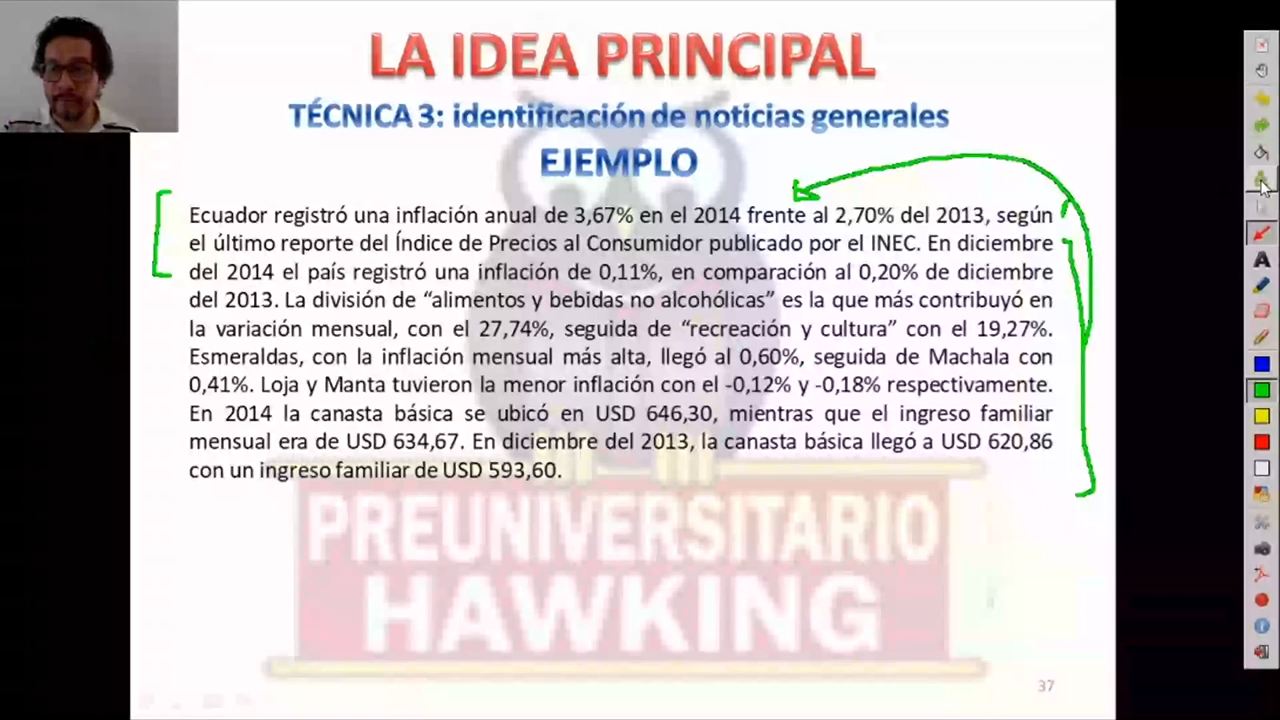 LA IDEA PRINCIPAL
TÉCNICA 3: identificación de noticias generales
EJEMPLO
Ecuador registró una inflación anual de 3,67% en el 2014 frente al 2,70% del 2013, según
el último reporte del Índice de Precios al Consumidor publicado por el INEC. En diciembre
del 2014 el país registró una inflación de 0,11%, en comparación al 0,20% de diciembre
del 2013. La división de “alimentos y bebidas no alcohólicas” es la que más contribuyó en
la variación mensual, con el 27,74%, seguida de “recreación y cultura” con el 19,27%.
Esmeraldas, con la inflación mensual más alta, llegó al 0,60%, seguida de Machala con
0,41%. Loja y Manta tuvieron la menor inflación con el -0,12% y -0,18% respectivamente.
En 2014 la canasta básica se ubicó en USD 646,30, mientras que el ingreso familiar
mensual era de USD 634,67. En diciembre del 2013, la canasta básica llegó a USD 620,86
con un ingreso familiar de USD 593,60.
PREUNIVERSITARIO
HAWKING
37
A